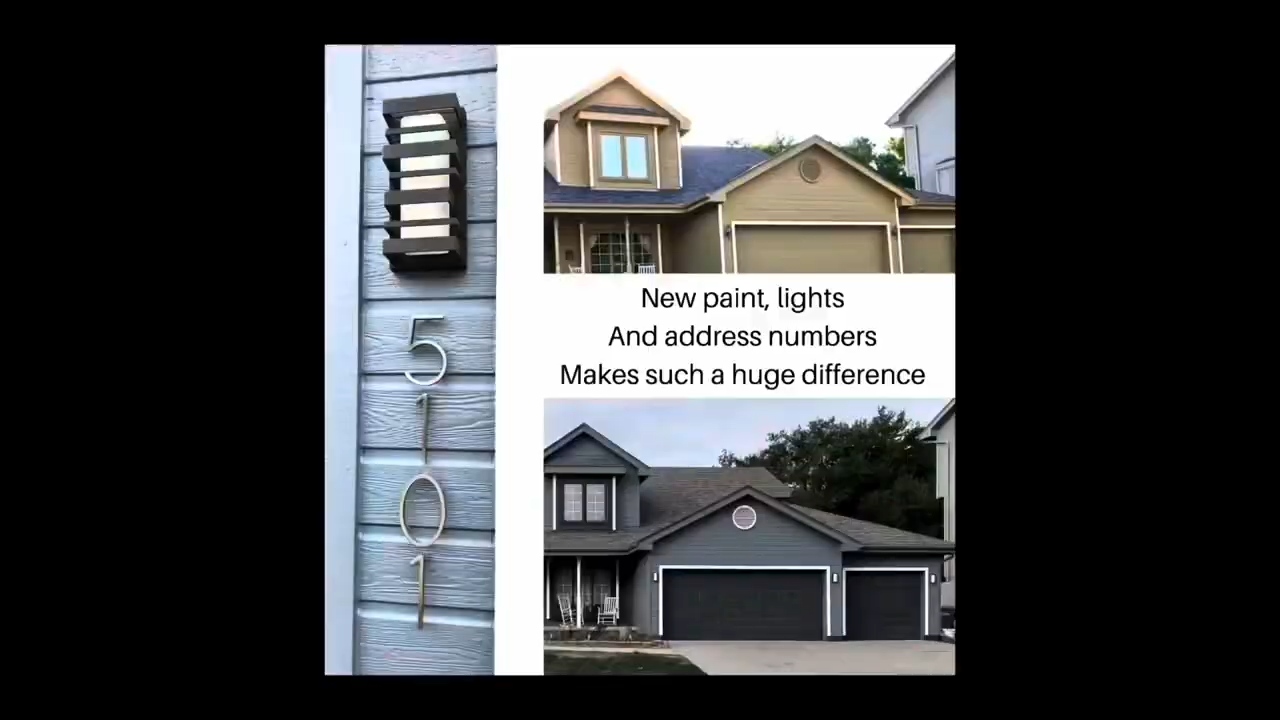 5
1
0
1
New paint, lights
And address numbers
Makes such a huge difference